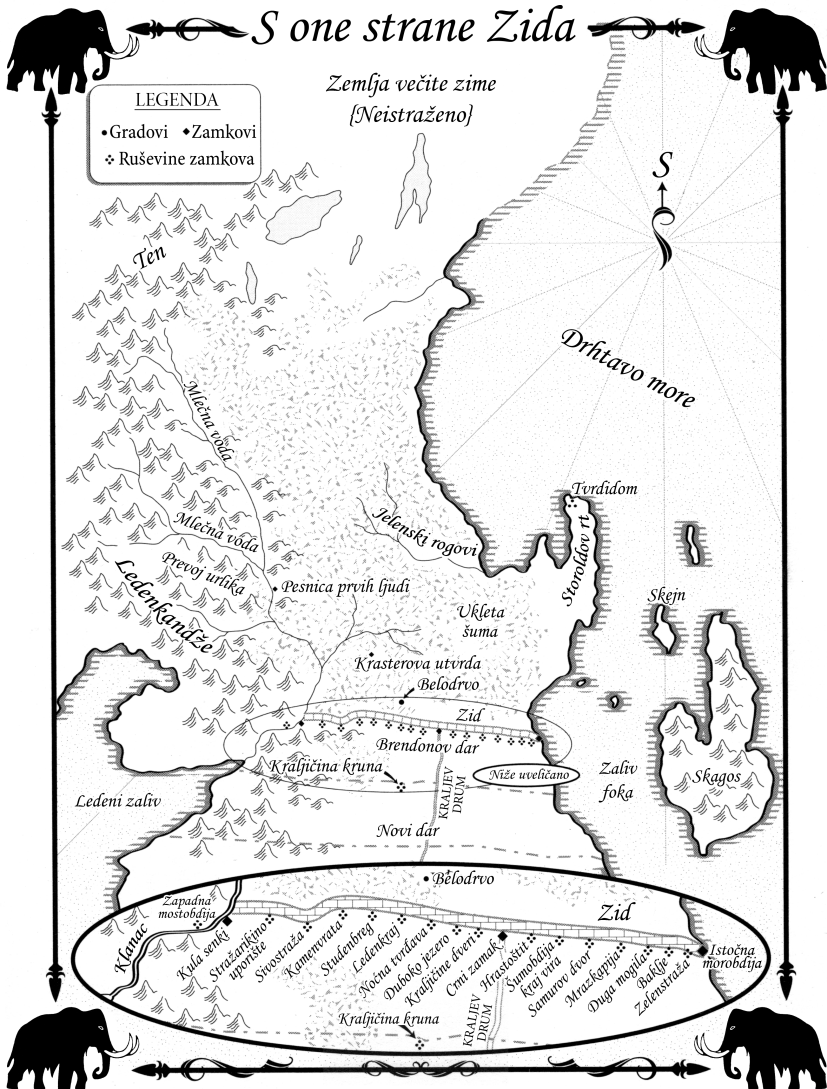 S one strane Zida
Zemlja večite zime
{Neistraženo}
LEGENDA
Gradovi Zamkovi
Ruševine zamkova
S
Ten
Drhtavo more
Mlečna voda
Tvrdidom
Jelenski rogovi
Storoldov rt
Mlečna voda
Prevoj urlika
Ledenkandže
Pesnica prvih ljudi
Skejn
Ukleta
šuma
Krasterova utvrda
Belodrvo
Zid
Brendonov dar
Kraljičina kruna
Niže uveličano
KRALJEV
DRUM
Zaliv
foka
Skagos
Ledeni zaliv
Novi dar
Belodrvo
Zapadna
mostobdija
Zid
Klanac
Kula senki
Stražarikino
uporište
Sivostraža
Kamenvrata
Studenbreg
Ledenkraj
Noćna tvrđava
Duboko jezero
Kraljičine dveri
Crni zamak
Hrastoštit
Šumobdija
kraj vira
Samurov dvor
Mrazkapija
Duga mogila
Baklje
Zelenstraža
Istočna
morobdija
Kraljičina kruna
KRALJEV
DRUM